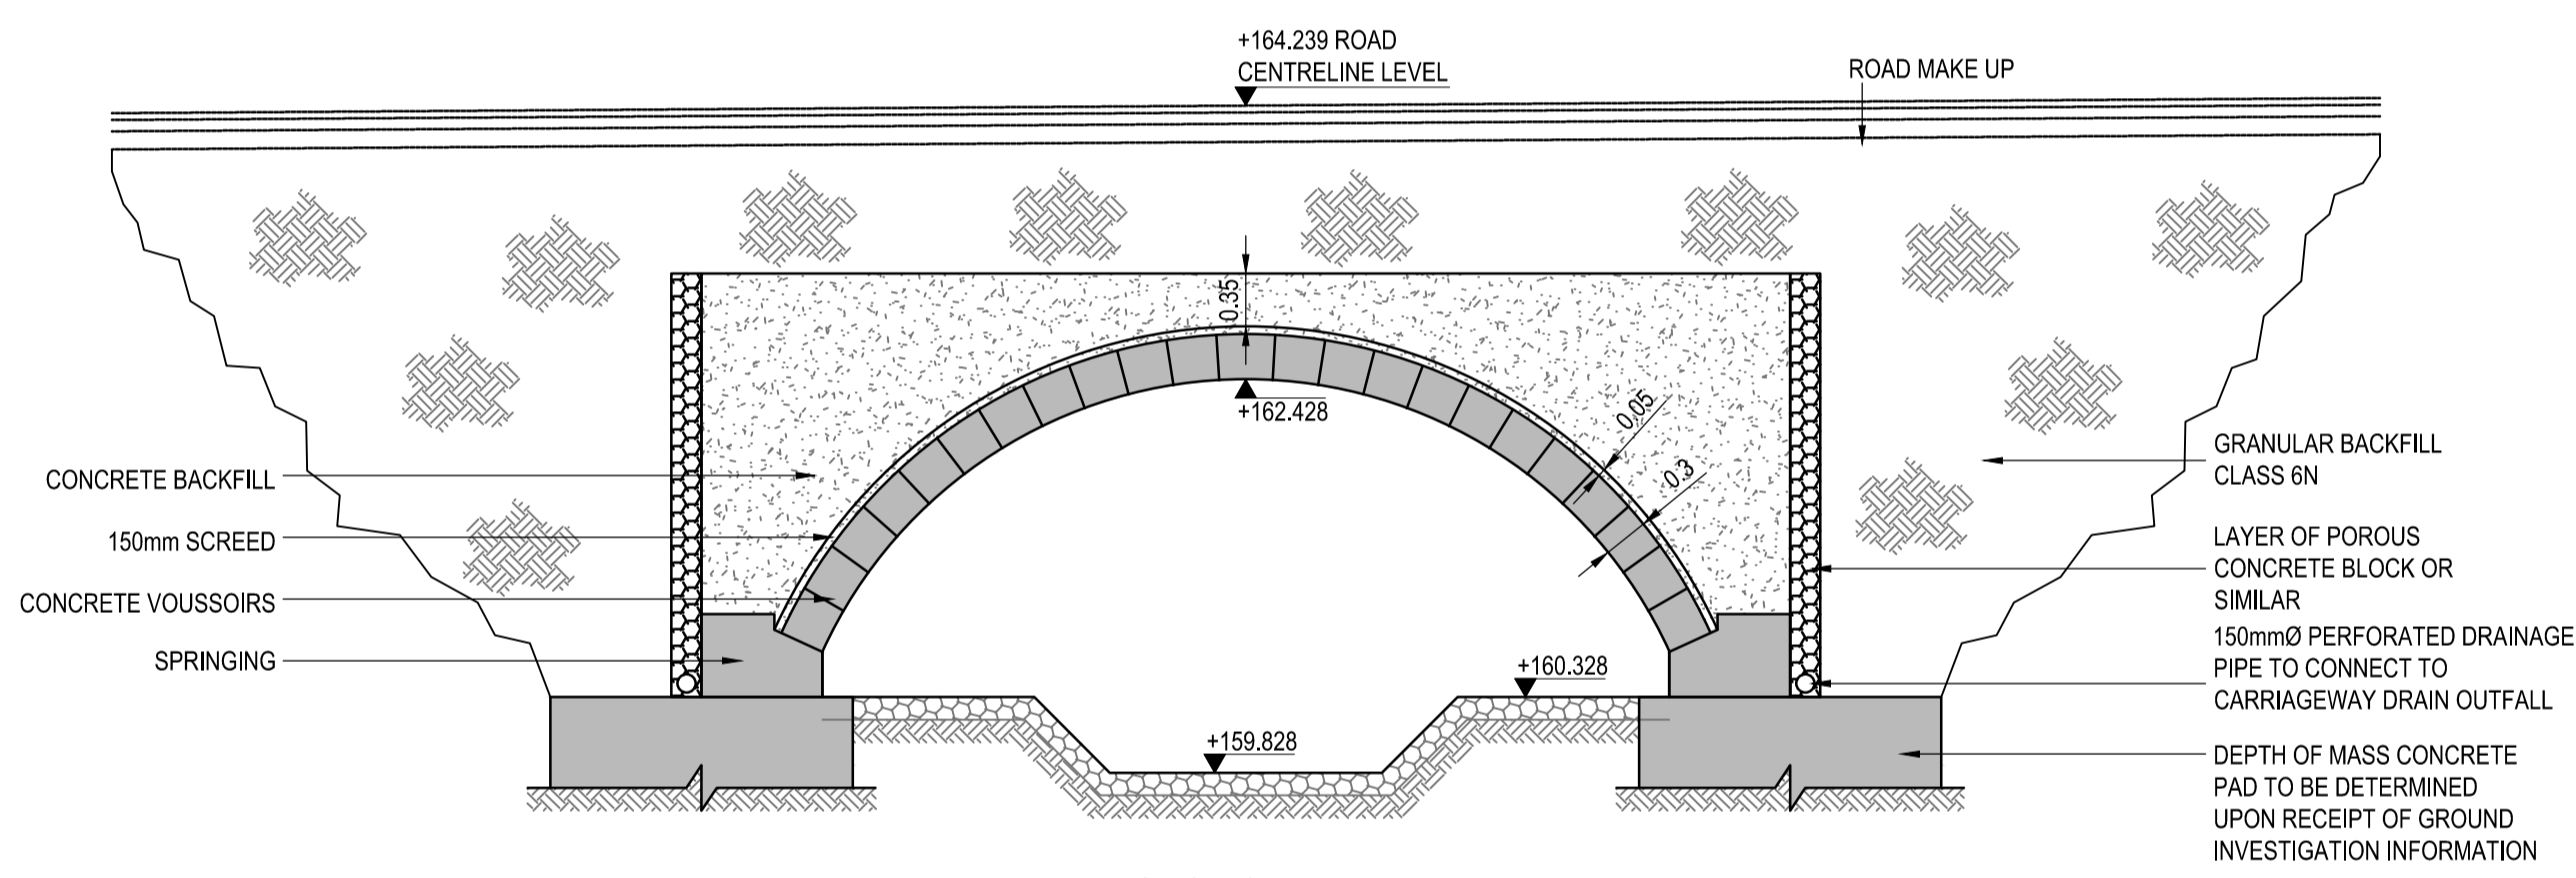 +164.239 ROAD
CENTRELINE LEVEL
ROAD MAKE UP
0.35
+162.428
0.05
0.3
CONCRETE BACKFILL
150mm SCREED
CONCRETE VOUSSOIRS
SPRINGING
+160.328
+159.828
GRANULAR BACKFILL
CLASS 6N
LAYER OF POROUS
CONCRETE BLOCK OR
SIMILAR
150mmØ PERFORATED DRAINAGE
PIPE TO CONNECT TO
CARRIAGEWAY DRAIN OUTFALL
DEPTH OF MASS CONCRETE
PAD TO BE DETERMINED
UPON RECEIPT OF GROUND
INVESTIGATION INFORMATION